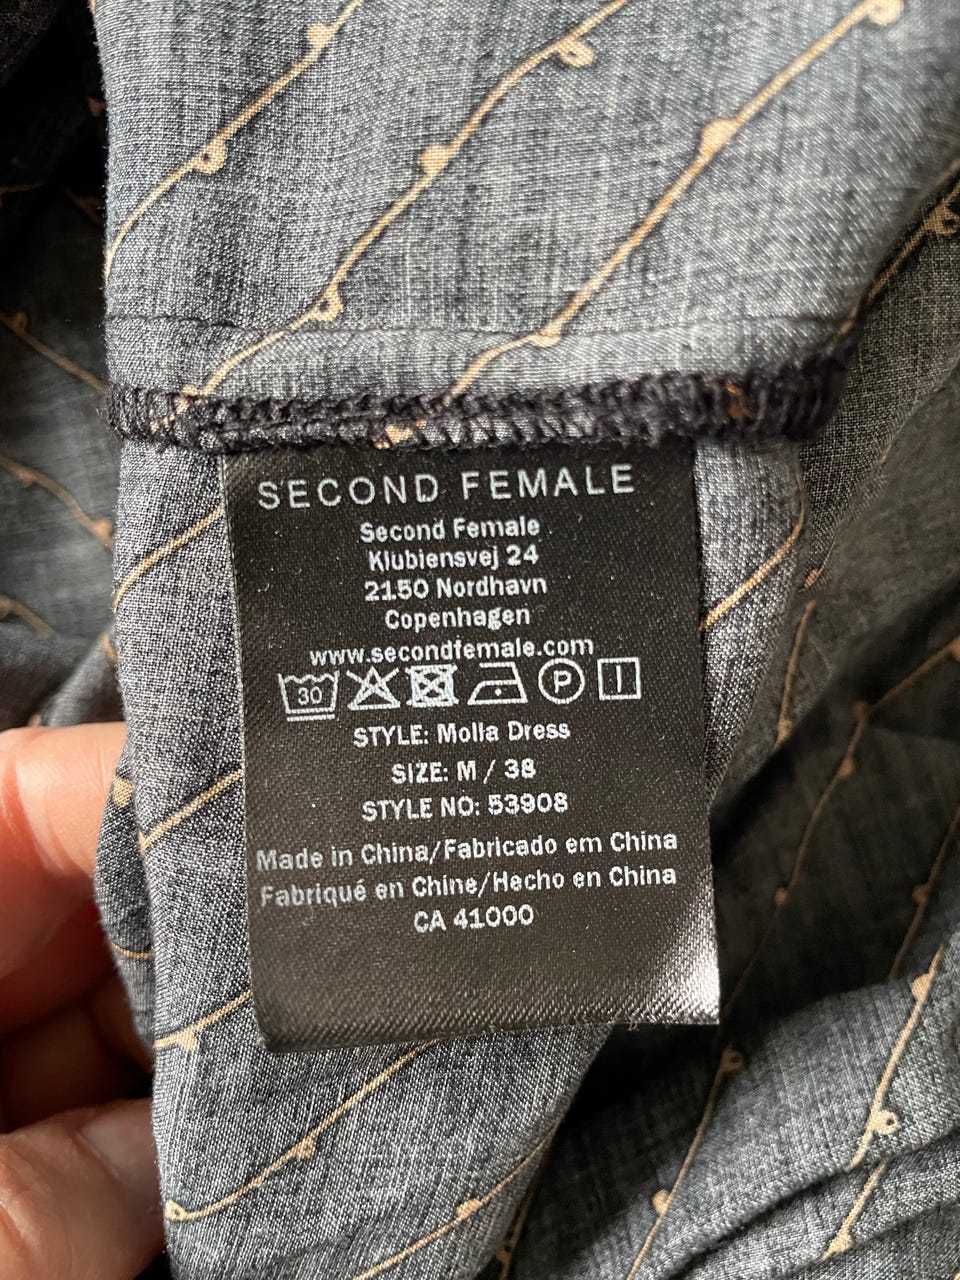 SECOND FEMALE
Second Female
Klubiensvej 24
2150 Nordhavn
Copenhagen
www.secondfemale.com
30 P
STYLE: Molla Dress
SIZE: M / 38
STYLE NO: 53908
Made in China/Fabricado em China
Fabriqué en Chine/Hecho en China
CA 41000